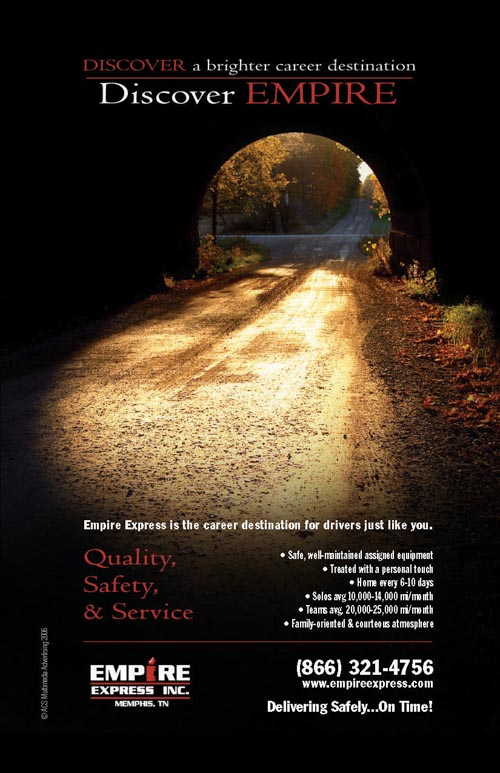 DISCOVER a brighter career destination
Discover EMPIRE
Empire Express is the career destination for drivers just like you.
Quality,
Safety,
& Service
• Safe, well-maintained assigned equipment
• Treated with a personal touch
• Home every 6-10 days
• Solos avg 10,000-14,000 mi/month
• Teams avg. 20,000-25,000 mi/month
• Family-oriented & courteous atmosphere
EMPIRE
EXPRESS INC.
MEMPHIS, TN
(866) 321-4756
www.empireexpress.com
Delivering Safely...On Time!
© ACS Multimedia Advertising 2006